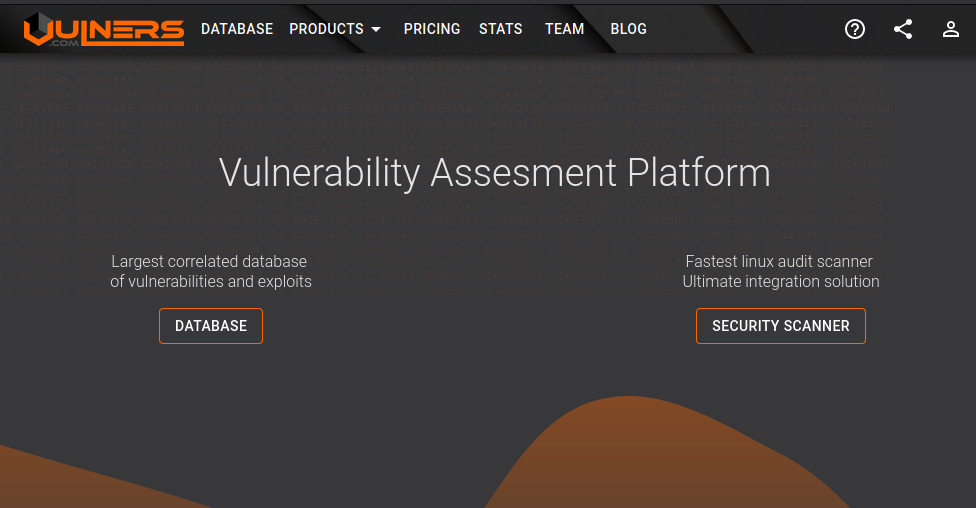 VULNERS
.COM
DATABASE PRODUCTS PRICING STATS TEAM BLOG
Vulnerability Assesment Platform
Largest correlated database
of vulnerabilities and exploits
DATABASE
Fastest linux audit scanner
Ultimate integration solution
SECURITY SCANNER